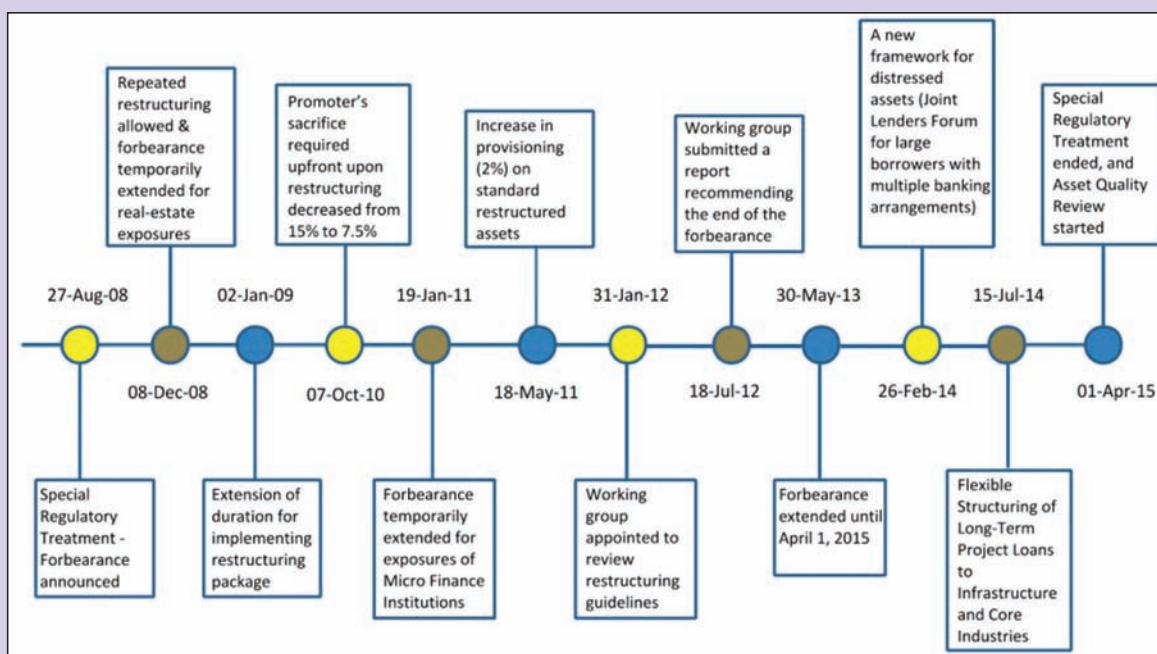 Repeated
restructuring
allowed &
forbearance
temporarily
extended for
real-estate
exposures
Promoter's
sacrifice
required
upfront upon
restructuring
decreased from
15% to 7.5%
Increase in
provisioning
(2%) on
standard
restructured
assets
Working group
submitted a
report
recommending
the end of the
forbearance
A new
framework for
distressed
assets (Joint
Lenders Forum
for large
borrowers with
multiple banking
arrangements)
Special
Regulatory
Treatment
ended, and
Asset Quality
Review
started
27-Aug-08
02-Jan-09
19-Jan-11
31-Jan-12
30-May-13
15-Jul-14
08-Dec-08
07-Oct-10
18-May-11
18-Jul-12
26-Feb-14
01-Apr-15
Special
Regulatory
Treatment -
Forbearance
announced
Extension of
duration for
implementing
restructuring
package
Forbearance
temporarily
extended for
exposures of
Micro Finance
Institutions
Working
group
appointed to
review
restructuring
guidelines
Forbearance
extended until
April 1, 2015
Flexible
Structuring of
Long-Term
Project Loans
to
Infrastructure
and Core
Industries